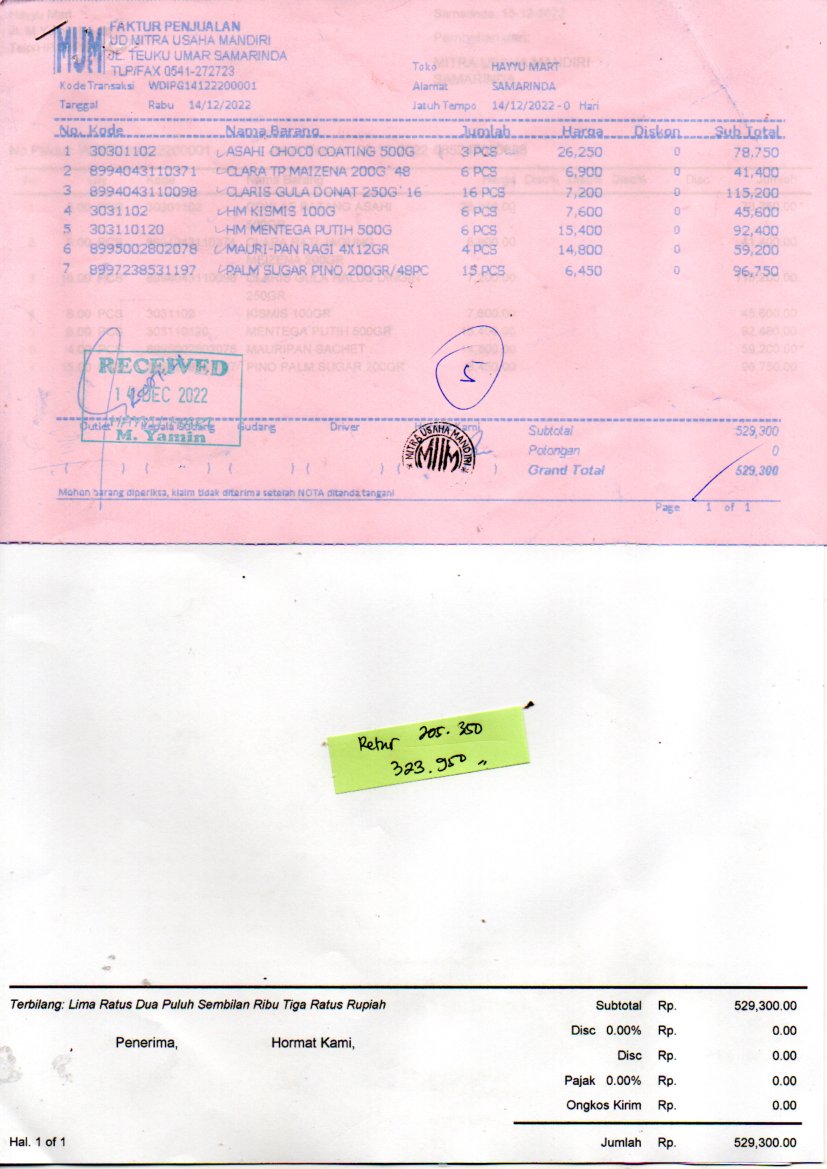 FAKTUR PENJUALAN
MUM UD MITRA USAHA MANDIRI
JL. TEUKU UMAR SAMARINDA
TLP/FAX 0541-272723
Kode Transaksi WDIPG14122200001
Tanggal Rabu 14/12/2022
Toko HAYYU MART
Alamat SAMARINDA
Jatuh Tempo 14/12/2022 - 0 Hari
No. Kode Nama Barang Jumlah Harga Diskon Sub Total
1 30301102 ASAHI CHOCO COATING 500G 3 PCS 26,250 0 78,750
2 8994043110371 CLARA TP MAIZENA 200G 48 6 PCS 6,900 0 41,400
3 8994043110098 CLARIS GULA DONAT 250G 16 16 PCS 7,200 0 115,200
4 3031102 HM KISMIS 100G 6 PCS 7,600 0 45,600
5 303110120 HM MENTEGA PUTIH 500G 6 PCS 15,400 0 92,400
6 8995002802078 MAURI-PAN RAGI 4X12GR 4 PCS 14,800 0 59,200
7 8997238531197 PALM SUGAR PINO 200GR/48PC 15 PCS 6,450 0 96,750
RECEIVED
14 DEC 2022
M. Yamin
5
Outlet Kepala Gudang Gudang Driver
MITRA USAHA MANDIRI
MUM
Subtotal 529,300
Potongan 0
Grand Total 529,300
Mohon barang diperiksa, klaim tidak diterima setelah NOTA ditanda tangani
Page 1 of 1
Retur 205.350
323.950
Terbilang: Lima Ratus Dua Puluh Sembilan Ribu Tiga Ratus Rupiah
Penerima, Hormat Kami,
Subtotal Rp. 529,300.00
Disc 0.00% Rp. 0.00
Disc Rp. 0.00
Pajak 0.00% Rp. 0.00
Ongkos Kirim Rp. 0.00
Hal. 1 of 1 Jumlah Rp. 529,300.00